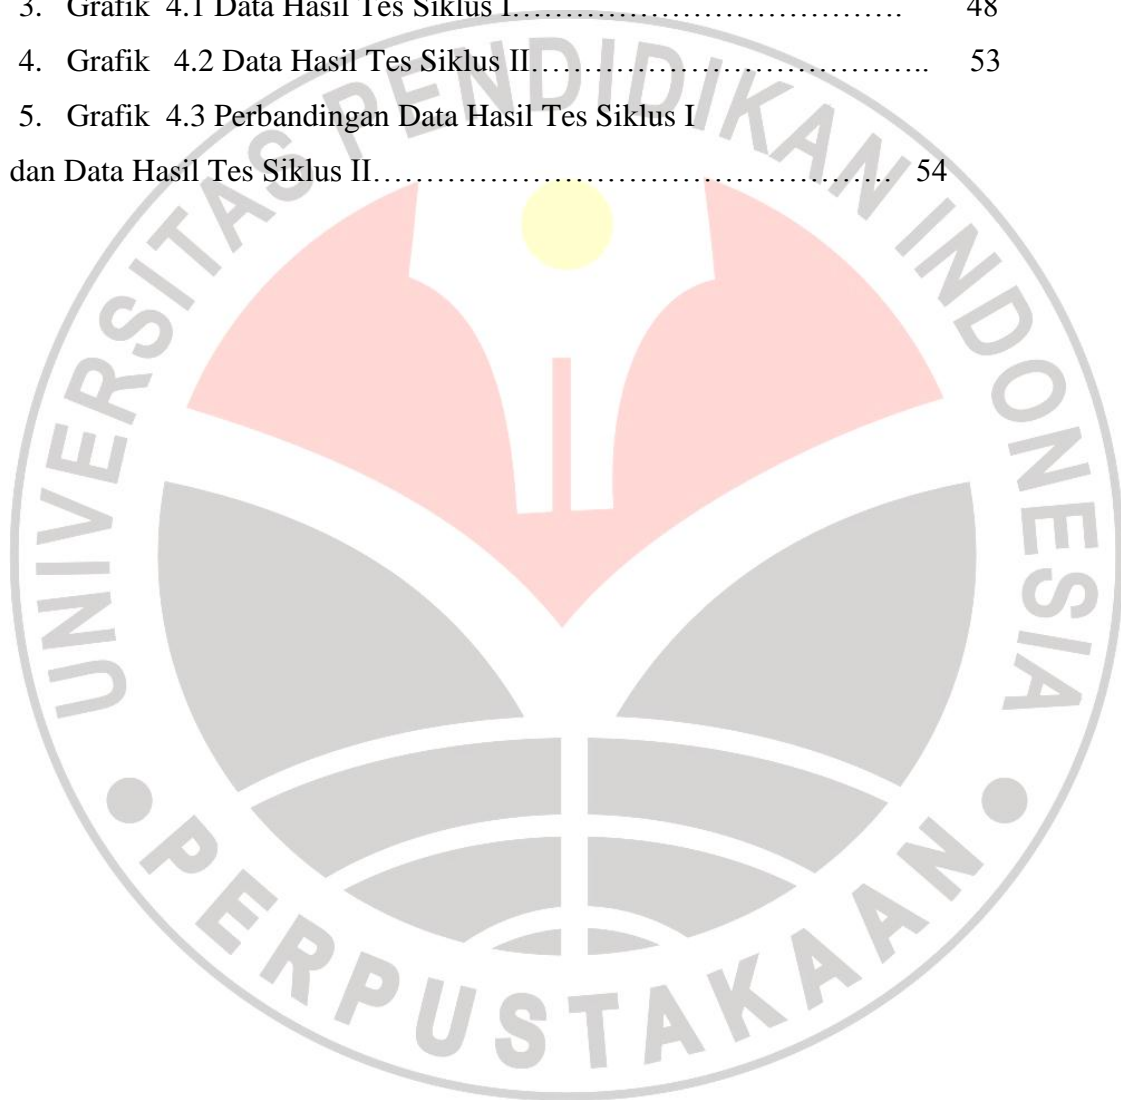 3. Grafik 4.1 Data Hasil Tes Siklus I……………………………….. 48
4. Grafik 4.2 Data Hasil Tes Siklus II……………………………….. 53
5. Grafik 4.3 Perbandingan Data Hasil Tes Siklus I
dan Data Hasil Tes Siklus II…………………………………………. 54
UNIVERSITAS PENDIDIKAN INDONESIA
PERPUSTAKAAN